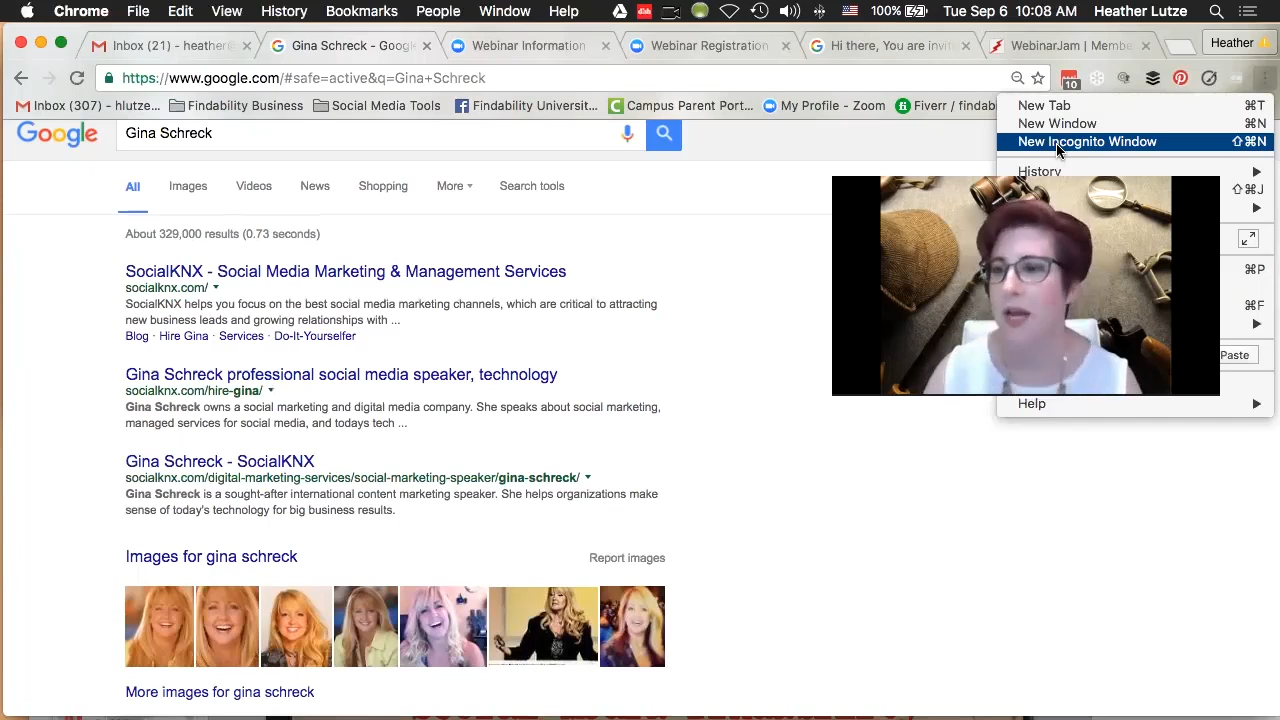 Chrome File Edit View History Bookmarks People Window Help dish 100% Tue Sep 6 10:08 AM Heather Lutze
Inbox (21) - heather@ Gina Schreck - Googl Webinar Information Webinar Registration Hi there, You are invit WebinarJam | Membe Heather
https://www.google.com/#safe=active&q=Gina+Schreck 10
Inbox (307) - hlutze... Findability Business Social Media Tools Findability Universit... Campus Parent Port... My Profile - Zoom Fiverr / findab
New Tab ⌘T
New Window ⌘N
New Incognito Window ⇧⌘N
History
⇧⌘J
⌘P
⌘F
Paste
Help
Google Gina Schreck
All Images Videos News Shopping More Search tools
About 329,000 results (0.73 seconds)
SocialKNX - Social Media Marketing & Management Services
socialknx.com/
SocialKNX helps you focus on the best social media marketing channels, which are critical to attracting
new business leads and growing relationships with ...
Blog · Hire Gina · Services · Do-It-Yourselfer
Gina Schreck professional social media speaker, technology
socialknx.com/hire-gina/
Gina Schreck owns a social marketing and digital media company. She speaks about social marketing,
managed services for social media, and todays tech ...
Gina Schreck - SocialKNX
socialknx.com/digital-marketing-services/social-marketing-speaker/gina-schreck/
Gina Schreck is a sought-after international content marketing speaker. She helps organizations make
sense of today's technology for big business results.
Images for gina schreck Report images
More images for gina schreck